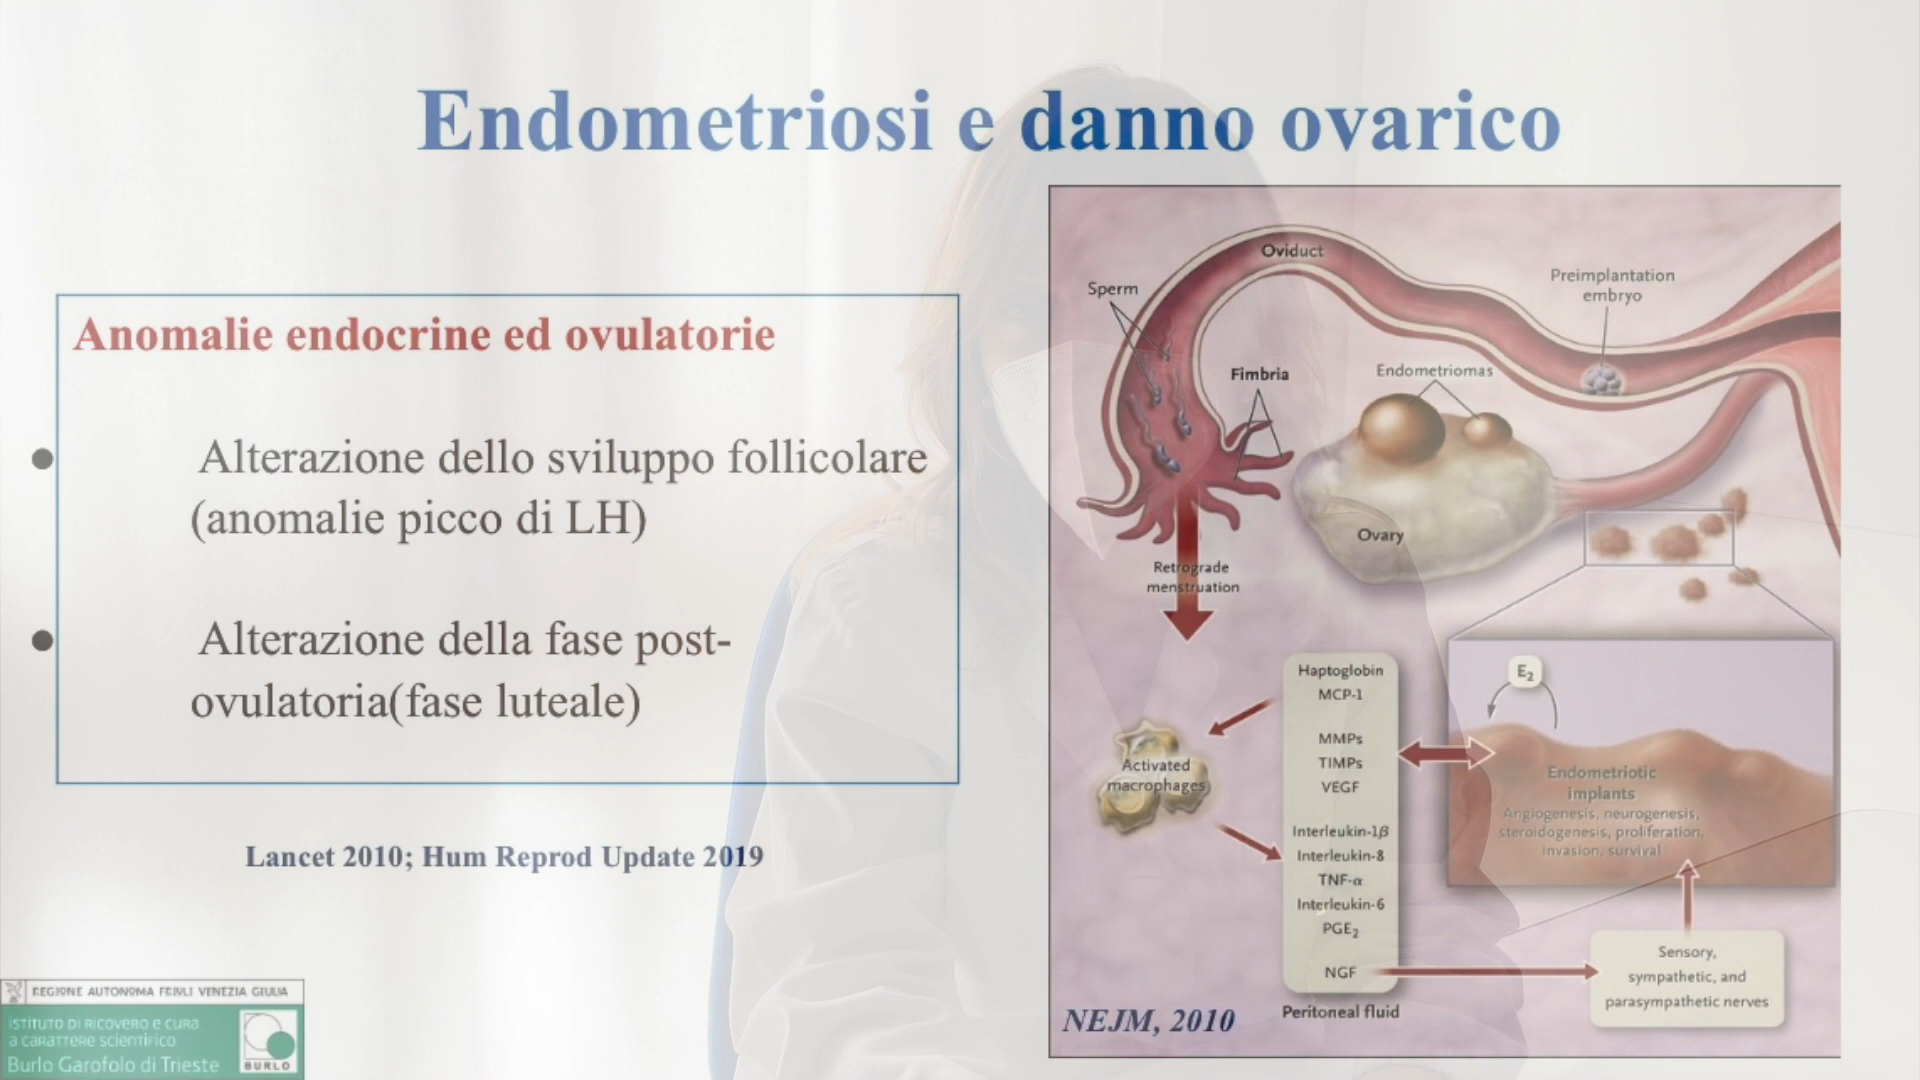 Endometriosi e danno ovarico
Anomalie endocrine ed ovulatorie
• Alterazione dello sviluppo follicolare
(anomalie picco di LH)
• Alterazione della fase post-
ovulatoria(fase luteale)
Lancet 2010; Hum Reprod Update 2019
REGIONE AUTONOMA FRIULI VENEZIA GIULIA
ISTITUTO DI RICOVERO E CURA
A CARATTERE SCIENTIFICO
Burlo Garofolo di Trieste
BURLO
Oviduct
Sperm
Preimplantation
embryo
Fimbria
Endometriomas
Ovary
Retrograde
menstruation
Haptoglobin
MCP-1
MMPs
TIMPs
VEGF
Interleukin-1β
Interleukin-8
TNF-α
Interleukin-6
PGE2
NGF
Peritoneal fluid
Activated
macrophages
E2
Endometriotic
implants
Angiogenesis, neurogenesis,
steroidogenesis, proliferation,
invasion, survival
Sensory,
sympathetic, and
parasympathetic nerves
NEJM, 2010